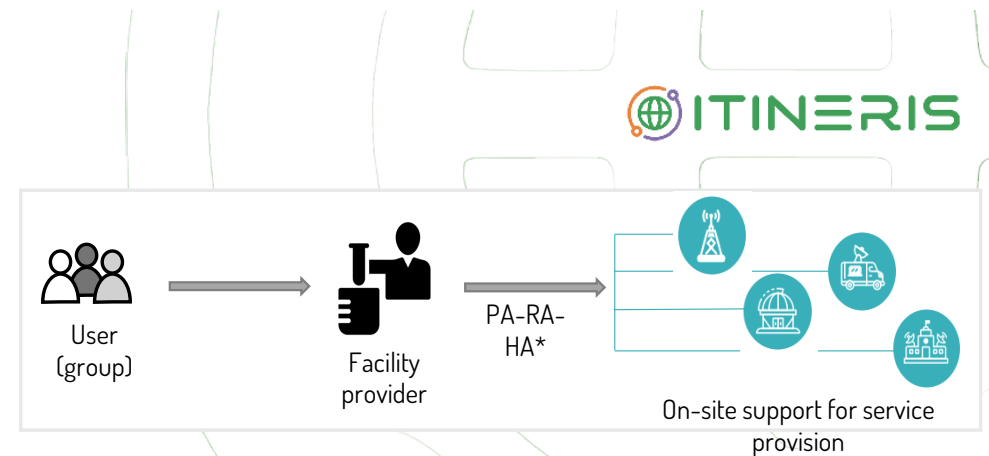 ITINERIS
User
(group)
Facility
provider
PA-RA-
HA*
On-site support for service
provision